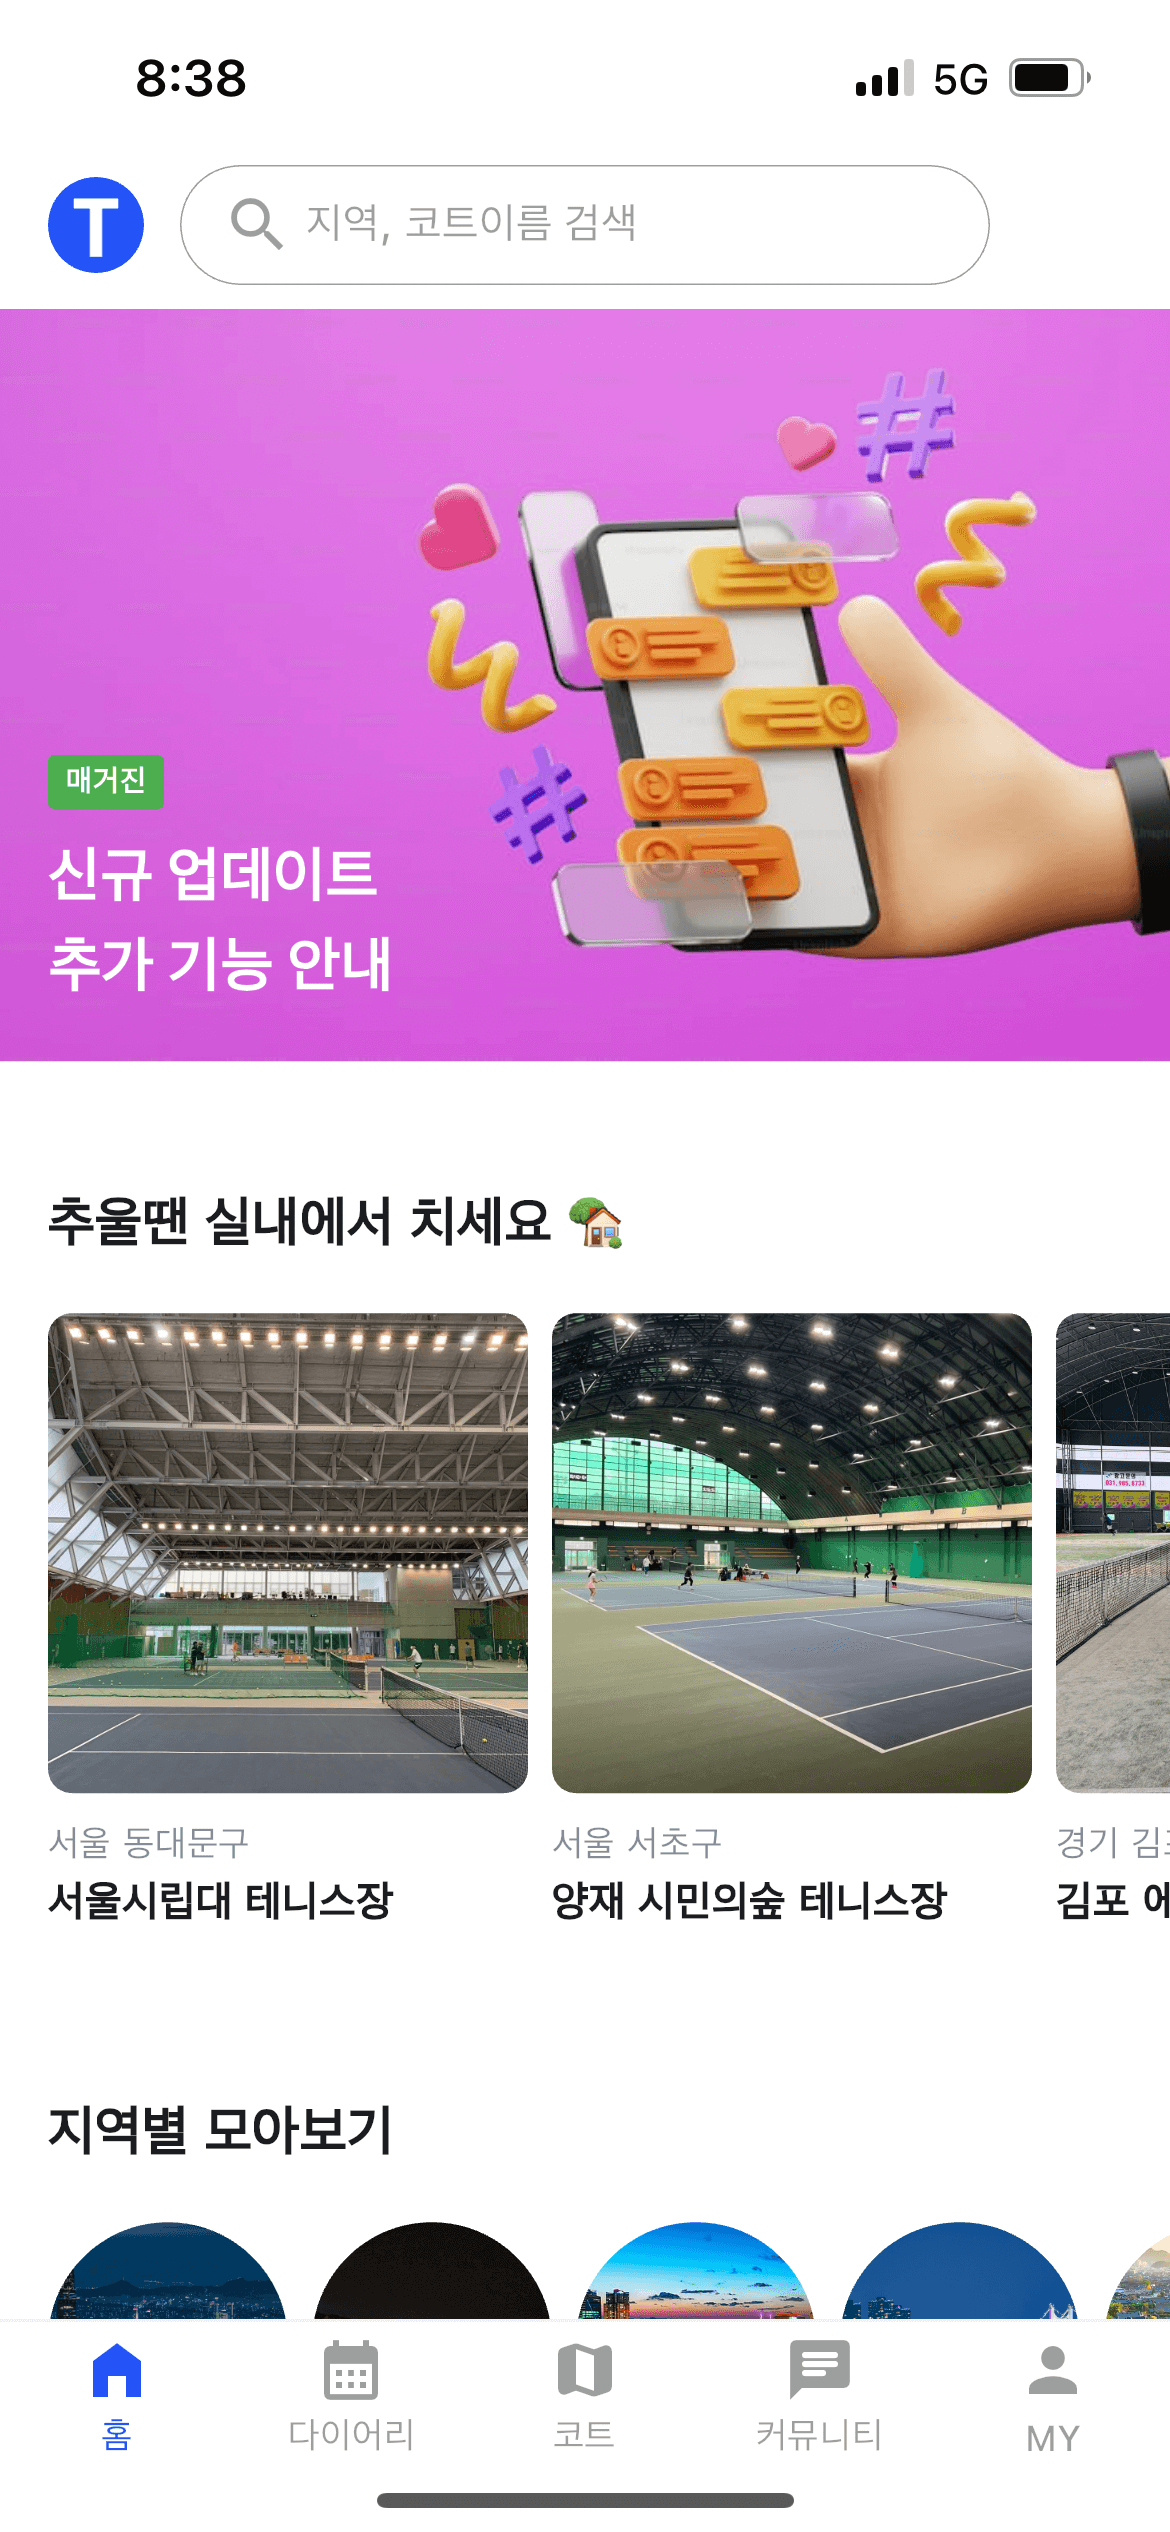 8:38
5G
T
지역, 코트이름 검색
매거진
신규 업데이트
추가 기능 안내
추울땐 실내에서 치세요
서울 동대문구
서울시립대 테니스장
서울 서초구
양재 시민의숲 테니스장
경기
김포 에
지역별 모아보기
홈
다이어리
코트
커뮤니티
MY